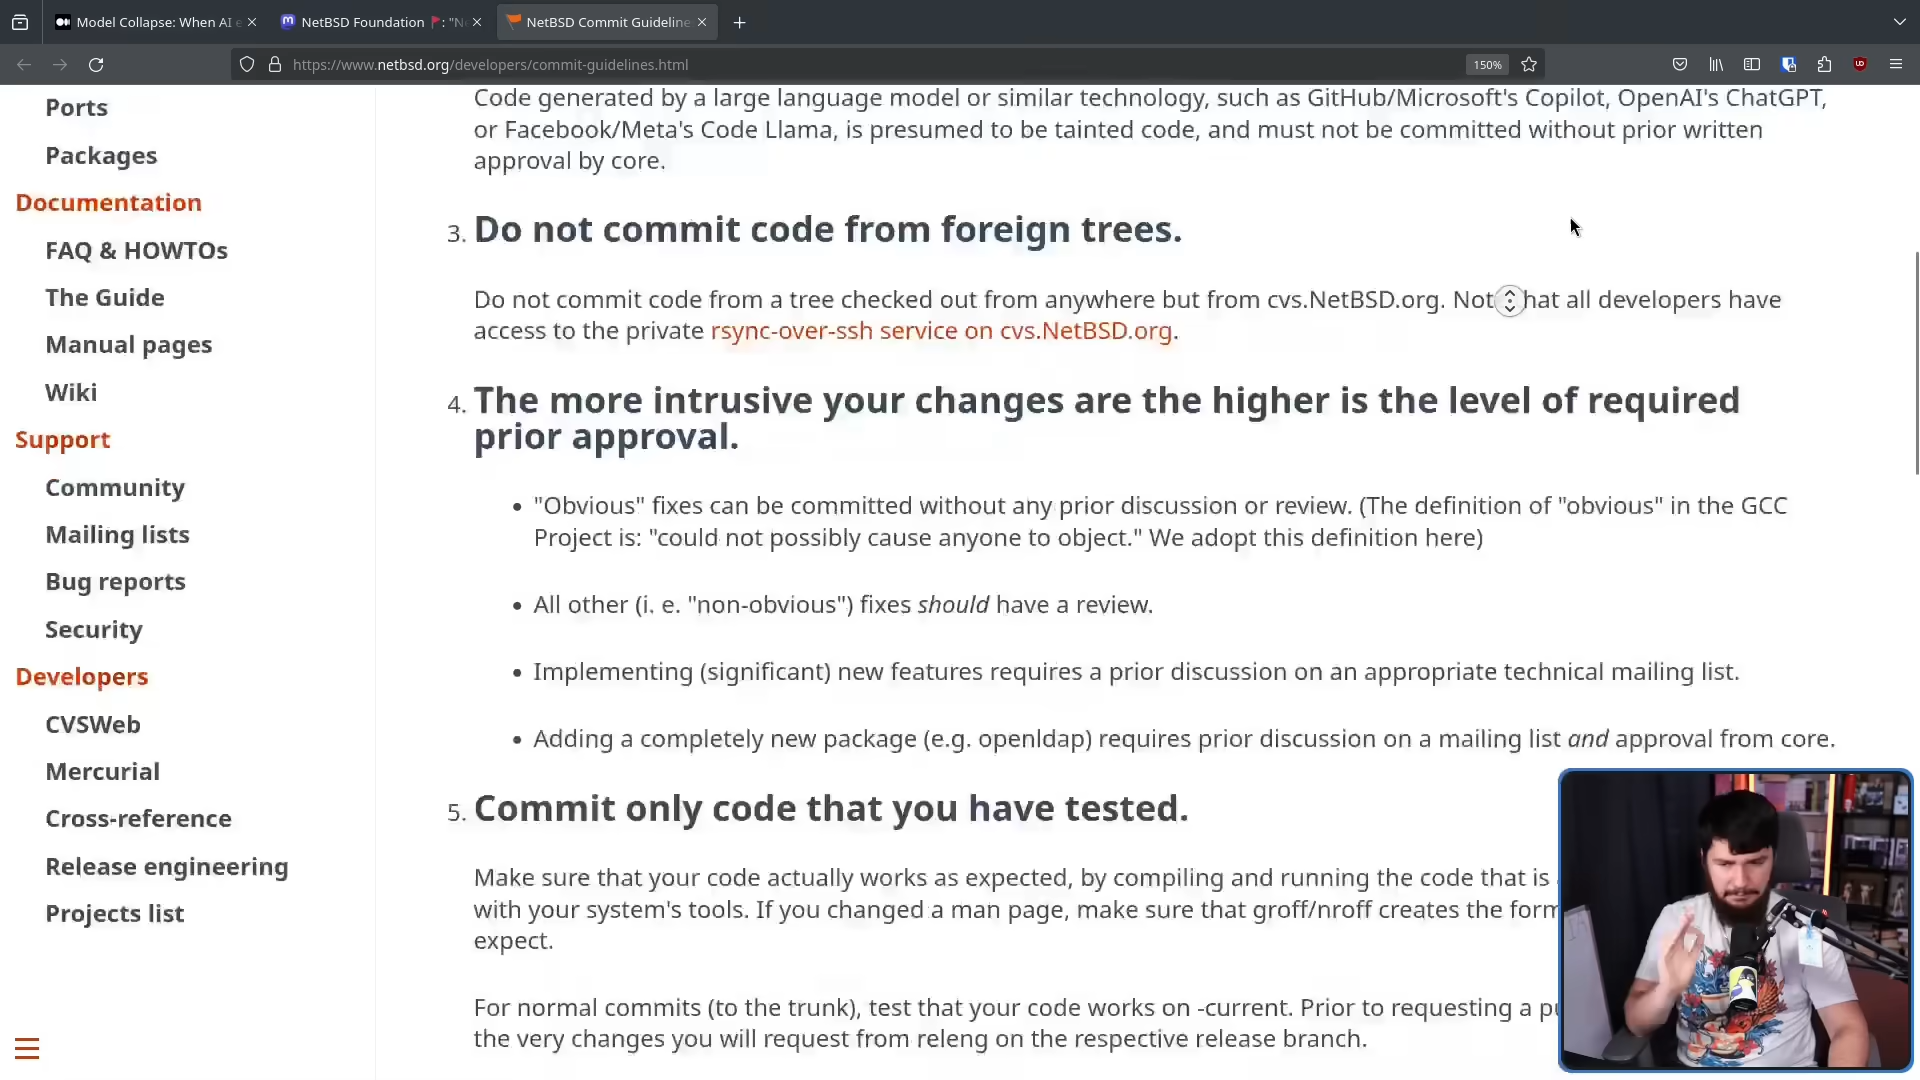 Model Collapse: When AI e
NetBSD Foundation 🚩: "N
NetBSD Commit Guideline
https://www.netbsd.org/developers/commit-guidelines.html
150%
Ports
Packages
Documentation
FAQ & HOWTOs
The Guide
Manual pages
Wiki
Support
Community
Mailing lists
Bug reports
Security
Developers
CVSWeb
Mercurial
Cross-reference
Release engineering
Projects list
Code generated by a large language model or similar technology, such as GitHub/Microsoft's Copilot, OpenAI's ChatGPT,
or Facebook/Meta's Code Llama, is presumed to be tainted code, and must not be committed without prior written
approval by core.
3. Do not commit code from foreign trees.
Do not commit code from a tree checked out from anywhere but from cvs.NetBSD.org. Not hat all developers have
access to the private rsync-over-ssh service on cvs.NetBSD.org.
4. The more intrusive your changes are the higher is the level of required
prior approval.
• "Obvious" fixes can be committed without any prior discussion or review. (The definition of "obvious" in the GCC
Project is: "could not possibly cause anyone to object." We adopt this definition here)
• All other (i. e. "non-obvious") fixes should have a review.
• Implementing (significant) new features requires a prior discussion on an appropriate technical mailing list.
• Adding a completely new package (e.g. openldap) requires prior discussion on a mailing list and approval from core.
5. Commit only code that you have tested.
Make sure that your code actually works as expected, by compiling and running the code that is
with your system's tools. If you changed a man page, make sure that groff/nroff creates the form
expect.
For normal commits (to the trunk), test that your code works on -current. Prior to requesting a pu
the very changes you will request from releng on the respective release branch.